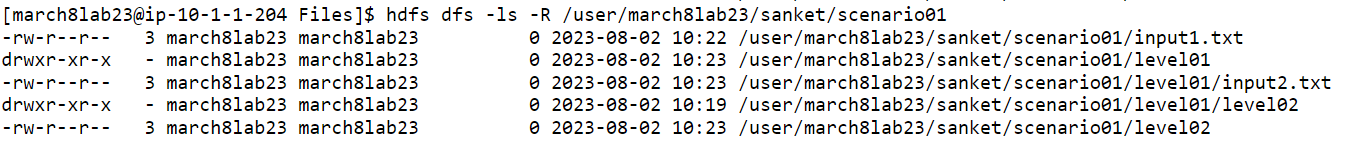 [march8lab23@ip-10-1-1-204 Files]$ hdfs dfs -ls -R /user/march8lab23/sanket/scenario01
-rw-r--r--   3 march8lab23 march8lab23          0 2023-08-02 10:22 /user/march8lab23/sanket/scenario01/input1.txt
drwxr-xr-x   - march8lab23 march8lab23          0 2023-08-02 10:23 /user/march8lab23/sanket/scenario01/level01
-rw-r--r--   3 march8lab23 march8lab23          0 2023-08-02 10:23 /user/march8lab23/sanket/scenario01/level01/input2.txt
drwxr-xr-x   - march8lab23 march8lab23          0 2023-08-02 10:19 /user/march8lab23/sanket/scenario01/level01/level02
-rw-r--r--   3 march8lab23 march8lab23          0 2023-08-02 10:23 /user/march8lab23/sanket/scenario01/level02